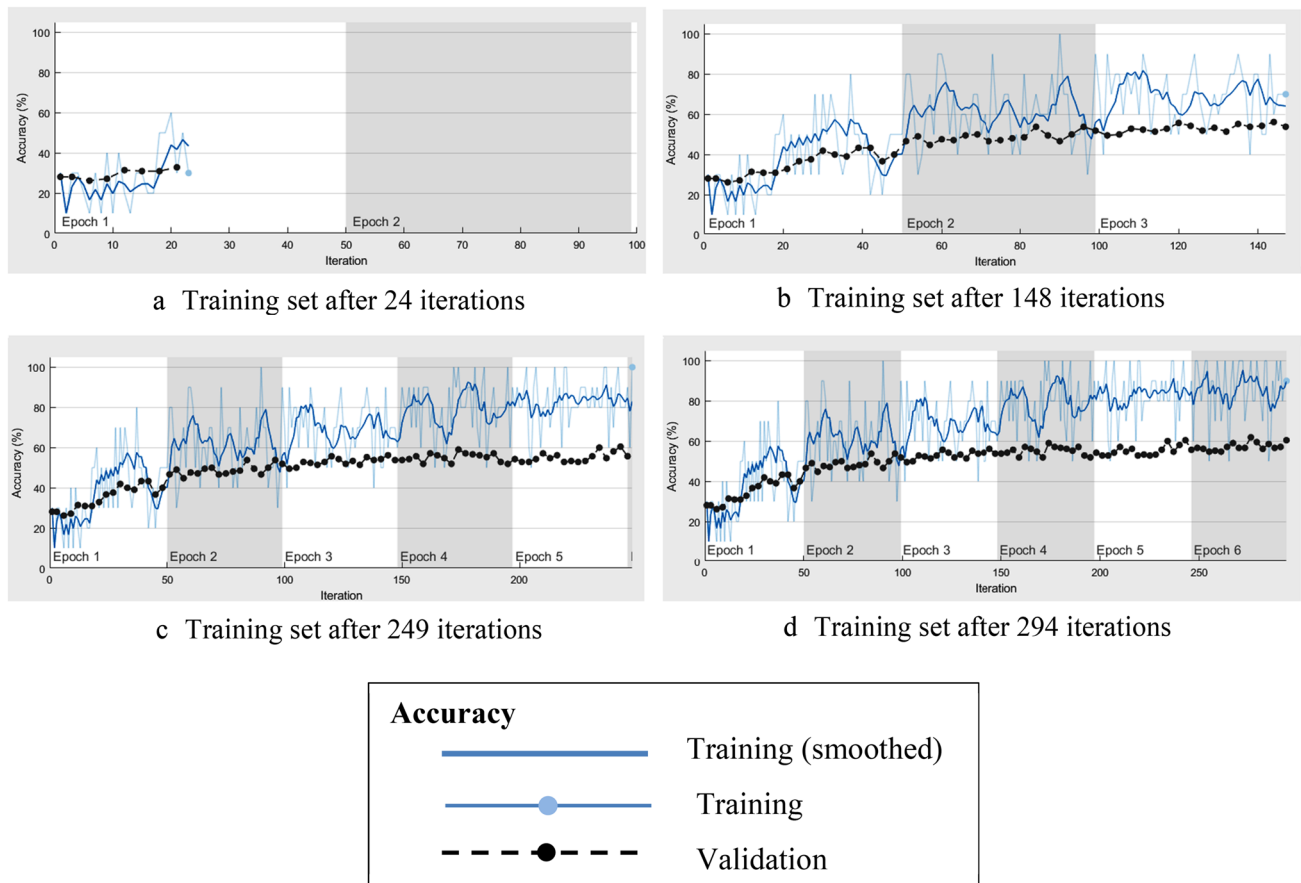 100
80
60
40
20
0
Accuracy (%)
Epoch 1
Epoch 2
0 10 20 30 40 50 60 70 80 90 100
Iteration
a Training set after 24 iterations
100
80
60
40
20
0
Accuracy (%)
Epoch 1
Epoch 2
Epoch 3
0 20 40 60 80 100 120 140
Iteration
b Training set after 148 iterations
100
80
60
40
20
0
Accuracy (%)
Epoch 1
Epoch 2
Epoch 3
Epoch 4
Epoch 5
0 50 100 150 200
Iteration
c Training set after 249 iterations
100
80
60
40
20
0
Accuracy (%)
Epoch 1
Epoch 2
Epoch 3
Epoch 4
Epoch 5
Epoch 6
0 50 100 150 200 250
Iteration
d Training set after 294 iterations
Accuracy
Training (smoothed)
Training
Validation